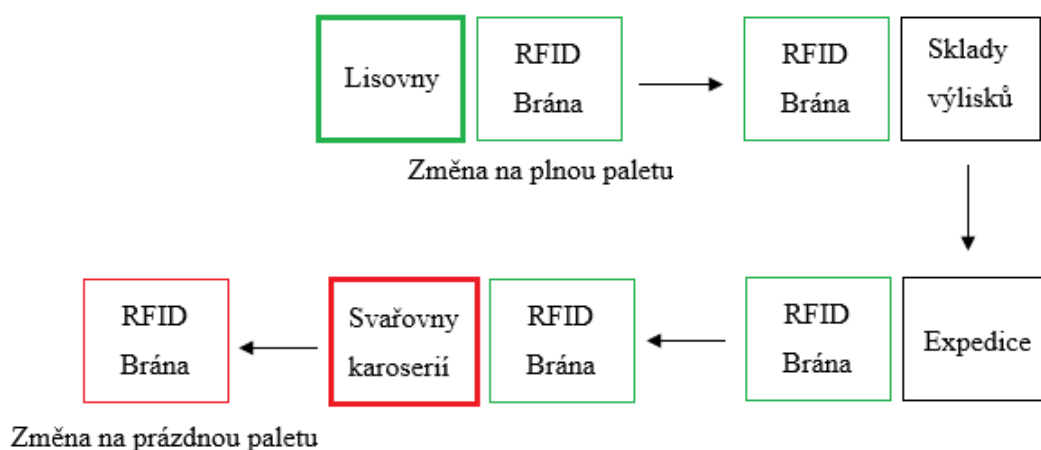 Lisovny
RFID
Brána
RFID
Brána
Sklady
výlisků
Změna na plnou paletu
RFID
Brána
Svařovny
karoserií
RFID
Brána
RFID
Brána
Expedice
Změna na prázdnou paletu